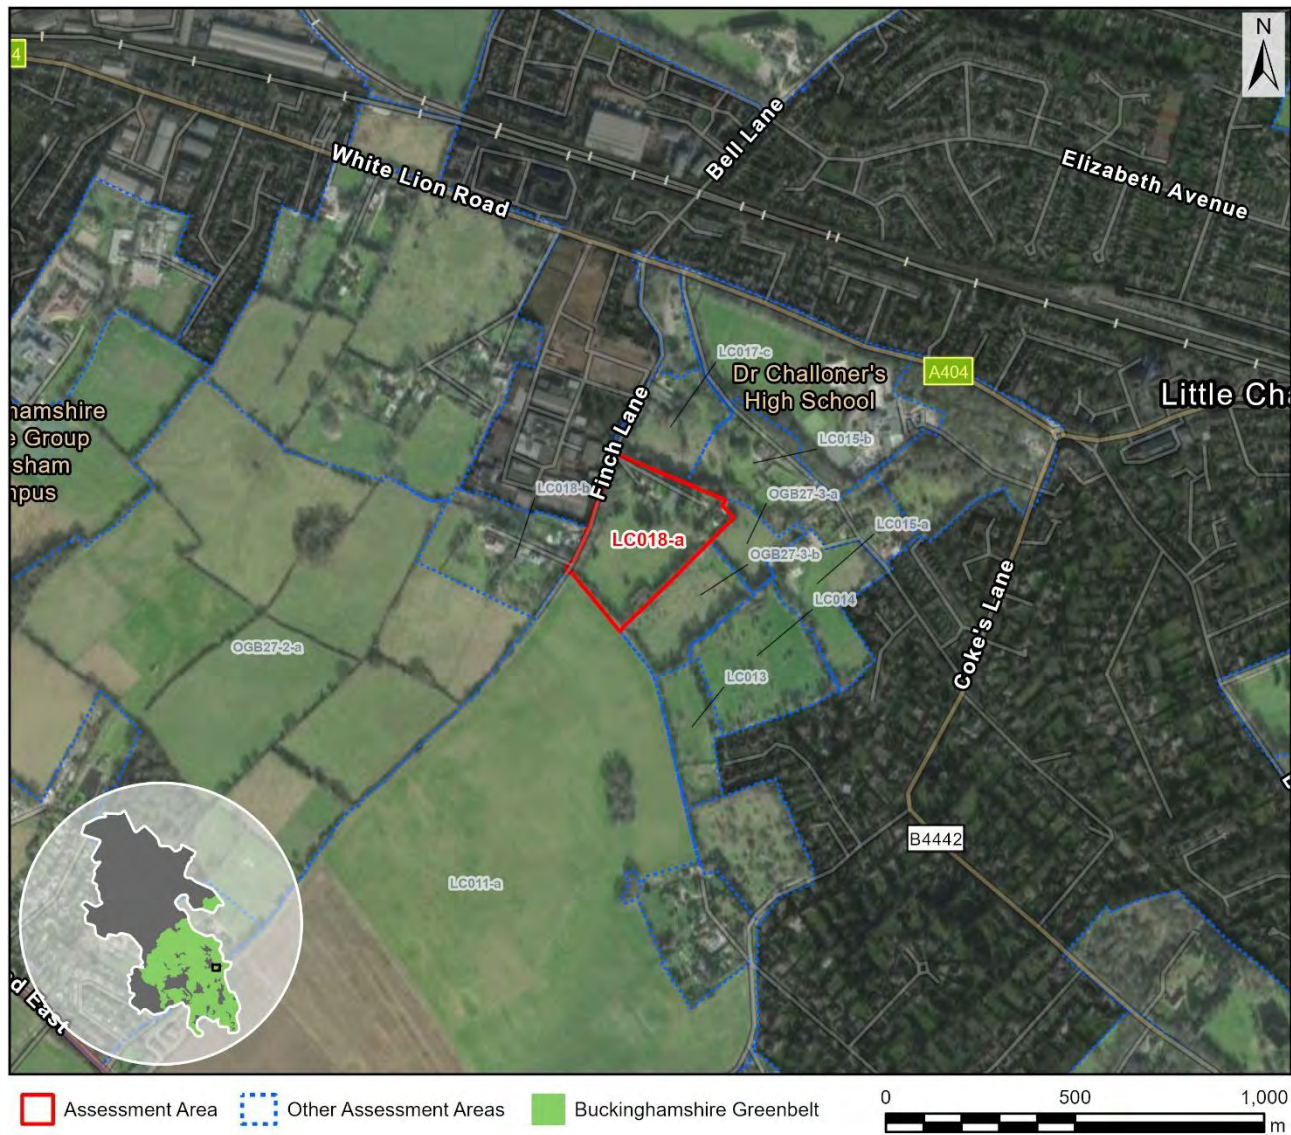 N
4
White Lion Road
Bell Lane
Elizabeth Avenue
LC017-c
Dr Challoner's
High School
A404
Little Cha
hamshire
e Group
rsham
npus
Finch Lane
LC015-b
LC018-b
OGB27-3-a
LC015-a
LC018-a
OGB27-3-b
LC014
Coke's Lane
OGB27-2-a
LC013
B4442
LC011-a
d East
Assessment Area
Other Assessment Areas
Buckinghamshire Greenbelt
0 500 1,000
m